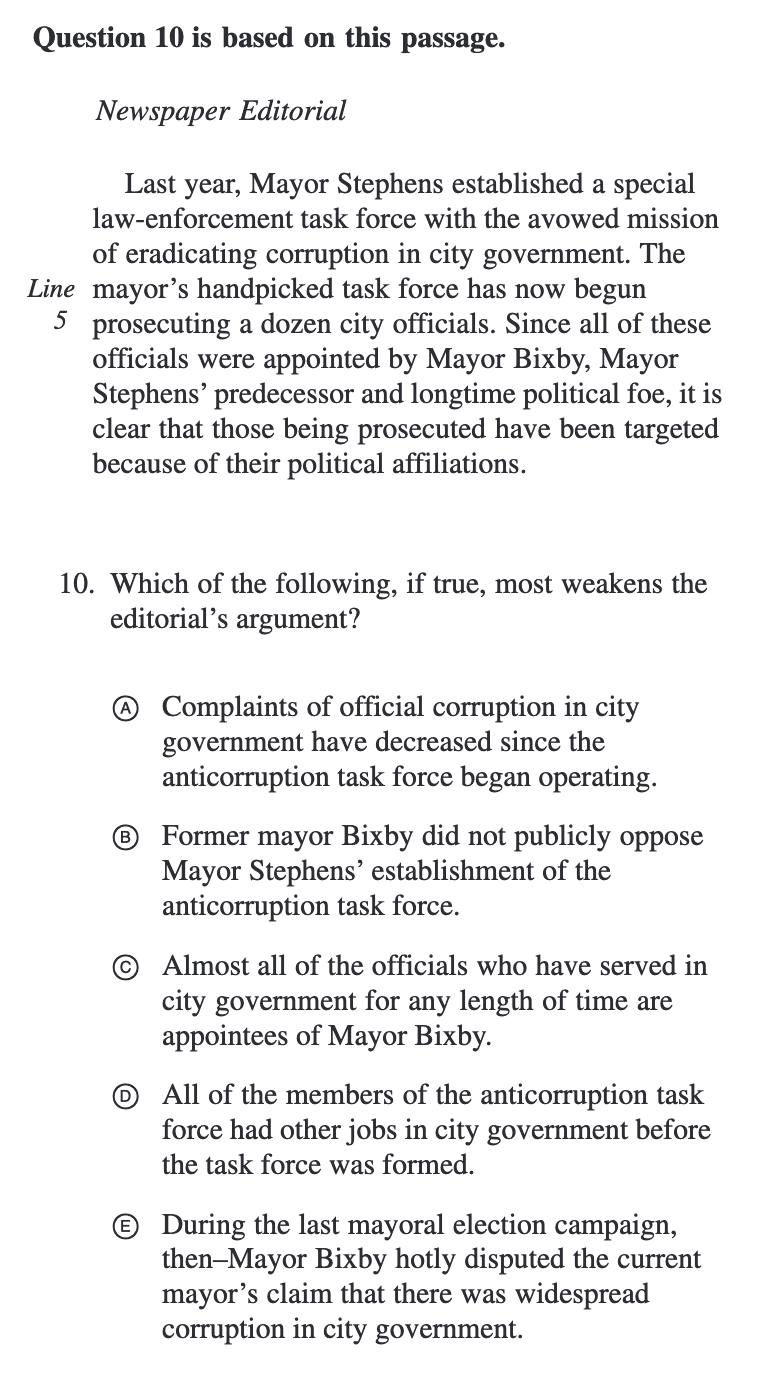 Question 10 is based on this passage.
Newspaper Editorial
Last year, Mayor Stephens established a special
law-enforcement task force with the avowed mission
of eradicating corruption in city government. The
Line mayor’s handpicked task force has now begun
5 prosecuting a dozen city officials. Since all of these
officials were appointed by Mayor Bixby, Mayor
Stephens’ predecessor and longtime political foe, it is
clear that those being prosecuted have been targeted
because of their political affiliations.
10. Which of the following, if true, most weakens the
editorial’s argument?
Ⓐ Complaints of official corruption in city
government have decreased since the
anticorruption task force began operating.
Ⓑ Former mayor Bixby did not publicly oppose
Mayor Stephens’ establishment of the
anticorruption task force.
Ⓒ Almost all of the officials who have served in
city government for any length of time are
appointees of Mayor Bixby.
Ⓓ All of the members of the anticorruption task
force had other jobs in city government before
the task force was formed.
Ⓔ During the last mayoral election campaign,
then–Mayor Bixby hotly disputed the current
mayor’s claim that there was widespread
corruption in city government.